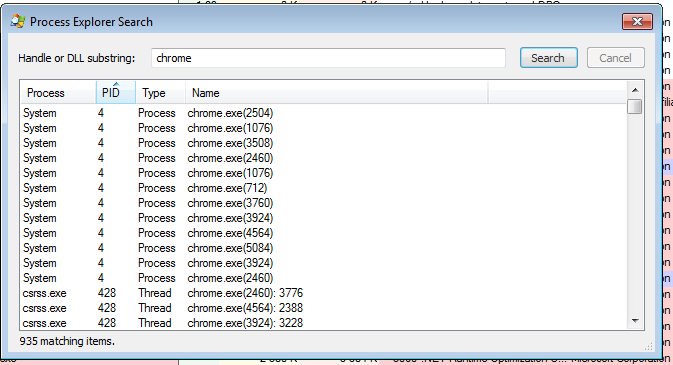 Process Explorer Search
Handle or DLL substring: chrome Search Cancel
Process PID Type Name
System 4 Process chrome.exe(2504)
System 4 Process chrome.exe(1076)
System 4 Process chrome.exe(3508)
System 4 Process chrome.exe(2460)
System 4 Process chrome.exe(1076)
System 4 Process chrome.exe(712)
System 4 Process chrome.exe(3760)
System 4 Process chrome.exe(3924)
System 4 Process chrome.exe(4564)
System 4 Process chrome.exe(5084)
System 4 Process chrome.exe(3924)
System 4 Process chrome.exe(2460)
csrss.exe 428 Thread chrome.exe(2460): 3776
csrss.exe 428 Thread chrome.exe(4564): 2388
csrss.exe 428 Thread chrome.exe(3924): 3228
935 matching items.